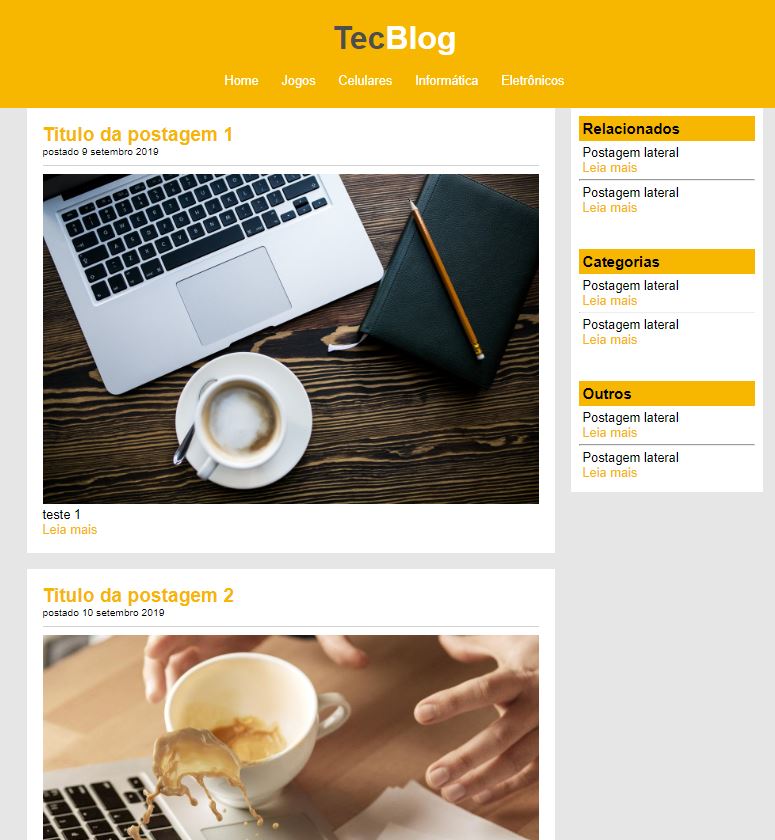 TecBlog
Home Jogos Celulares Informática Eletrônicos
Titulo da postagem 1
postado 9 setembro 2019
teste 1
Leia mais
Titulo da postagem 2
postado 10 setembro 2019
Relacionados
Postagem lateral
Leia mais
Postagem lateral
Leia mais
Categorias
Postagem lateral
Leia mais
Postagem lateral
Leia mais
Outros
Postagem lateral
Leia mais
Postagem lateral
Leia mais